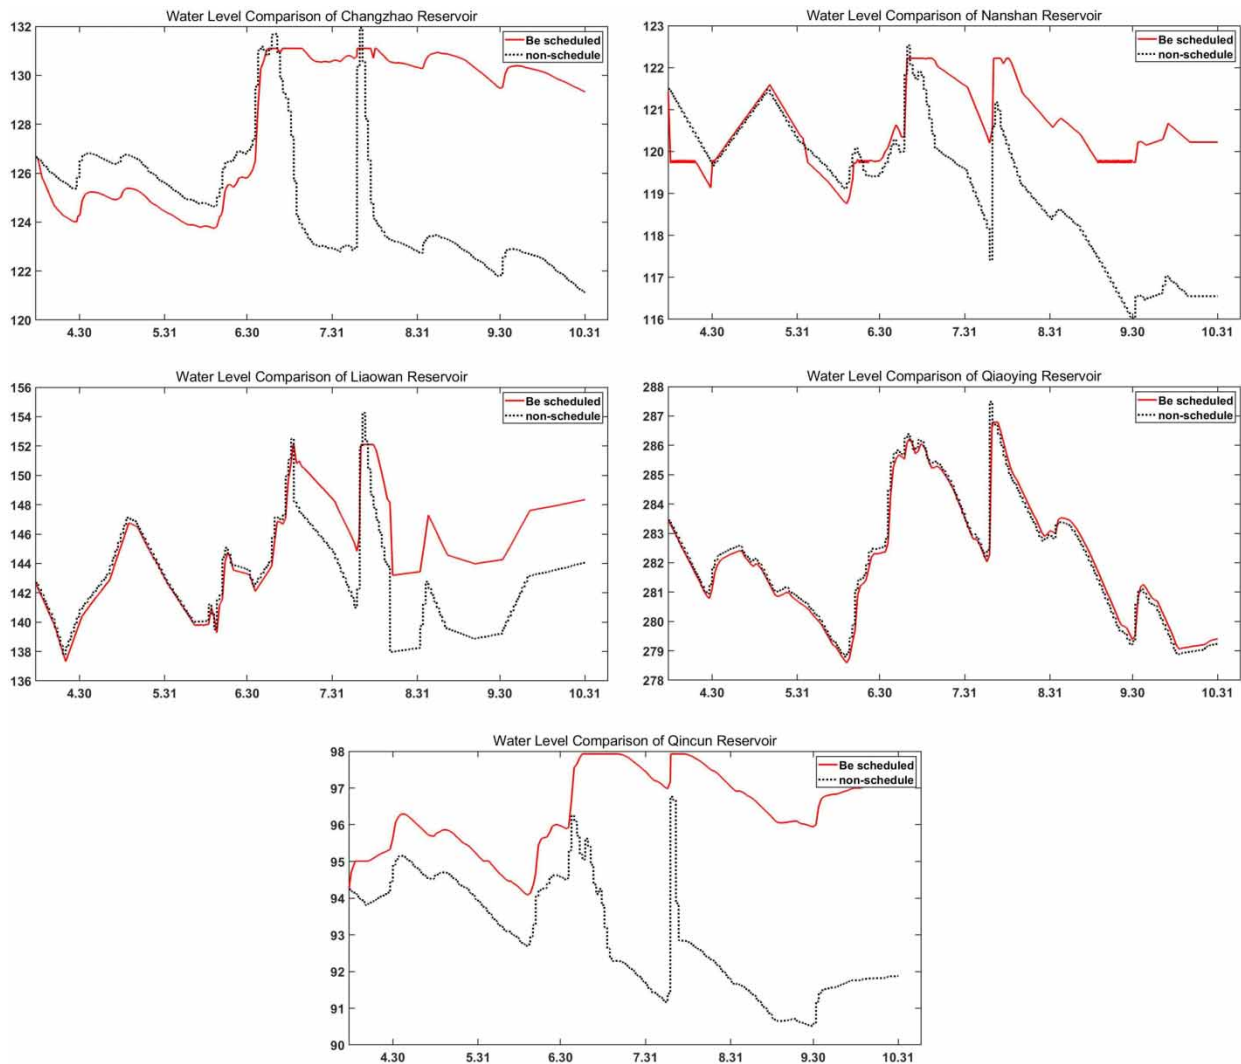 Water Level Comparison of Changzhao Reservoir
132
130
128
126
124
122
120
4.30 5.31 6.30 7.31 8.31 9.30 10.31
Be scheduled
non-schedule
Water Level Comparison of Nanshan Reservoir
123
122
121
120
119
118
117
116
4.30 5.31 6.30 7.31 8.31 9.30 10.31
Be scheduled
non-schedule
Water Level Comparison of Liaowan Reservoir
156
154
152
150
148
146
144
142
140
138
136
4.30 5.31 6.30 7.31 8.31 9.30 10.31
Be scheduled
non-schedule
Water Level Comparison of Qiaoying Reservoir
288
287
286
285
284
283
282
281
280
279
278
4.30 5.31 6.30 7.31 8.31 9.30 10.31
Be scheduled
non-schedule
Water Level Comparison of Qincun Reservoir
98
97
96
95
94
93
92
91
90
4.30 5.31 6.30 7.31 8.31 9.30 10.31
Be scheduled
non-schedule